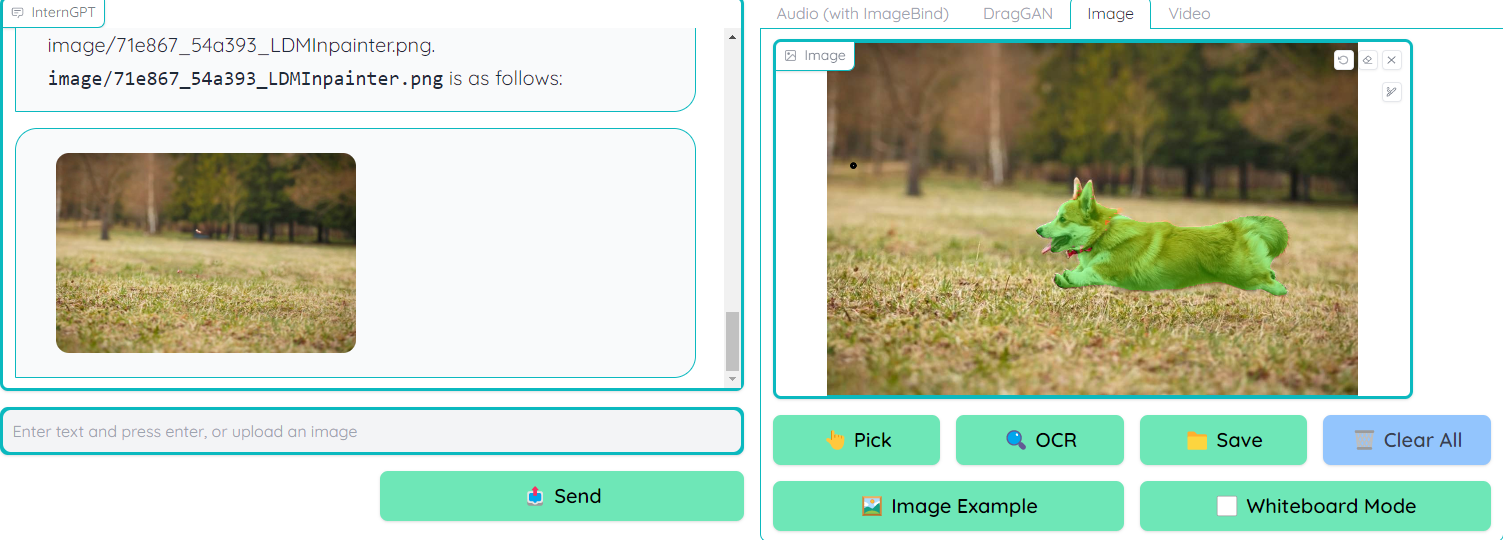 InternGPT
image/71e867_54a393_LDMInpainter.png.
image/71e867_54a393_LDMInpainter.png is as follows:
Enter text and press enter, or upload an image
Send
Audio (with ImageBind)
DragGAN
Image
Video
Image
Pick
OCR
Save
Clear All
Image Example
Whiteboard Mode